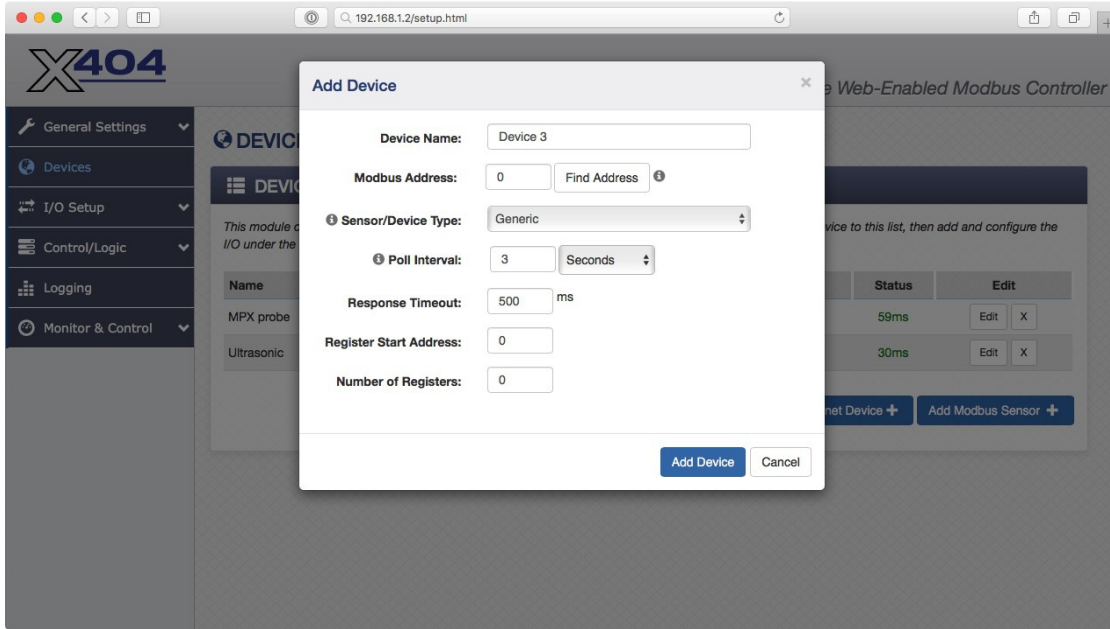 192.168.1.2/setup.html
X404
Web-Enabled Modbus Controller
General Settings
Devices
I/O Setup
Control/Logic
Logging
Monitor & Control
Add Device
×
Device Name: Device 3
Modbus Address: 0 Find Address
Sensor/Device Type: Generic
Poll Interval: 3 Seconds
Response Timeout: 500 ms
Register Start Address: 0
Number of Registers: 0
Add Device Cancel
This module
to this list, then add and configure the
I/O under the
Name Status Edit
MPX probe 59ms Edit X
Ultrasonic 30ms Edit X
Device + Add Modbus Sensor +